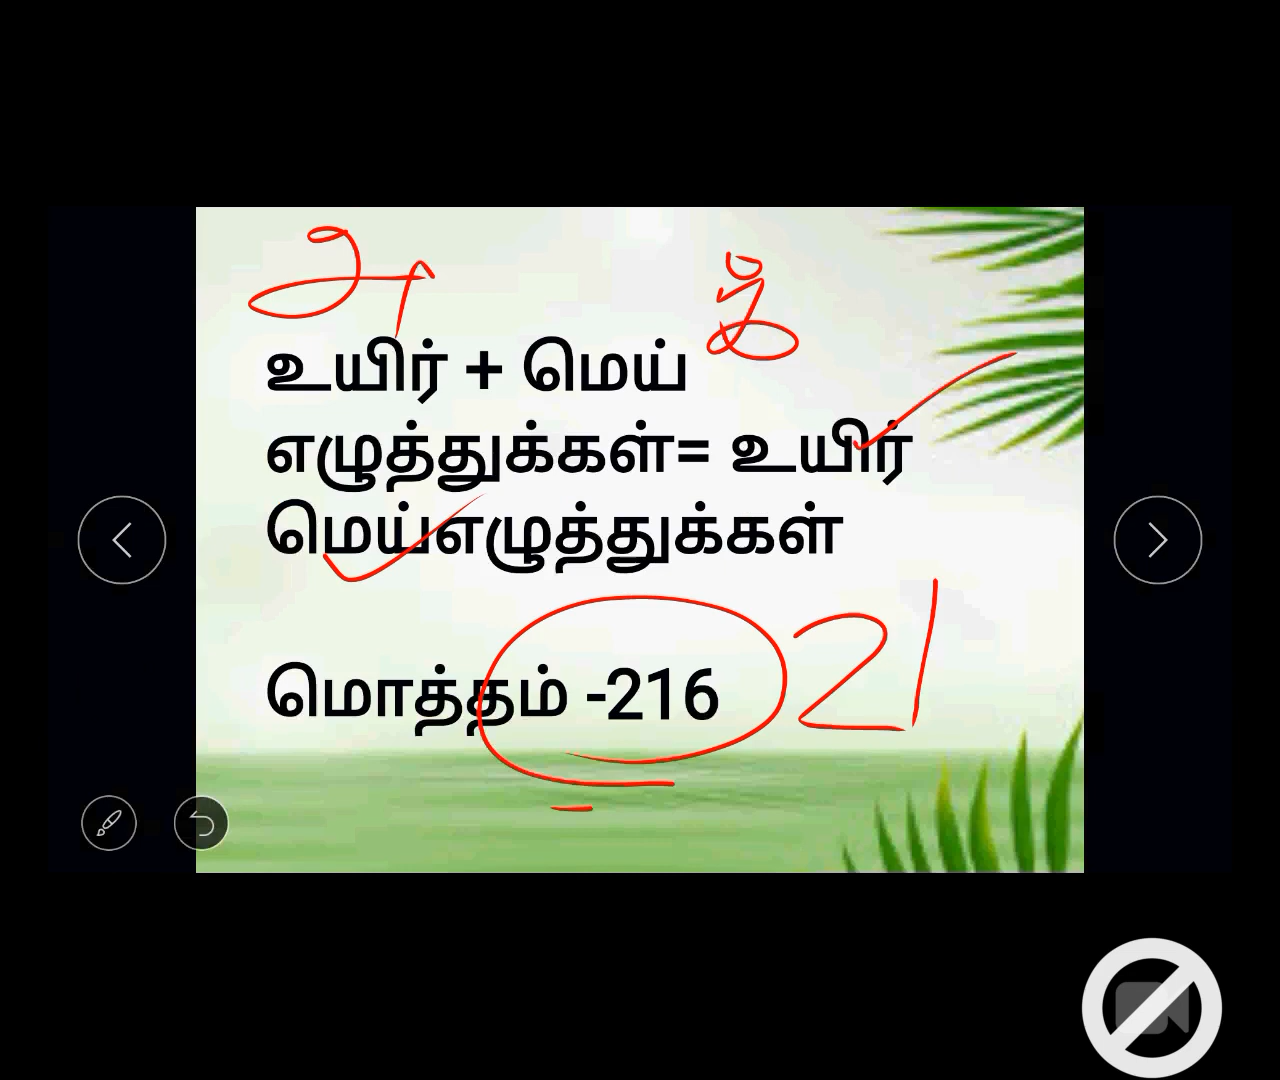 அ
உயிர் + மெய்
எழுத்துக்கள்= உயிர்
மெய்எழுத்துக்கள்
மொத்தம் -216
21